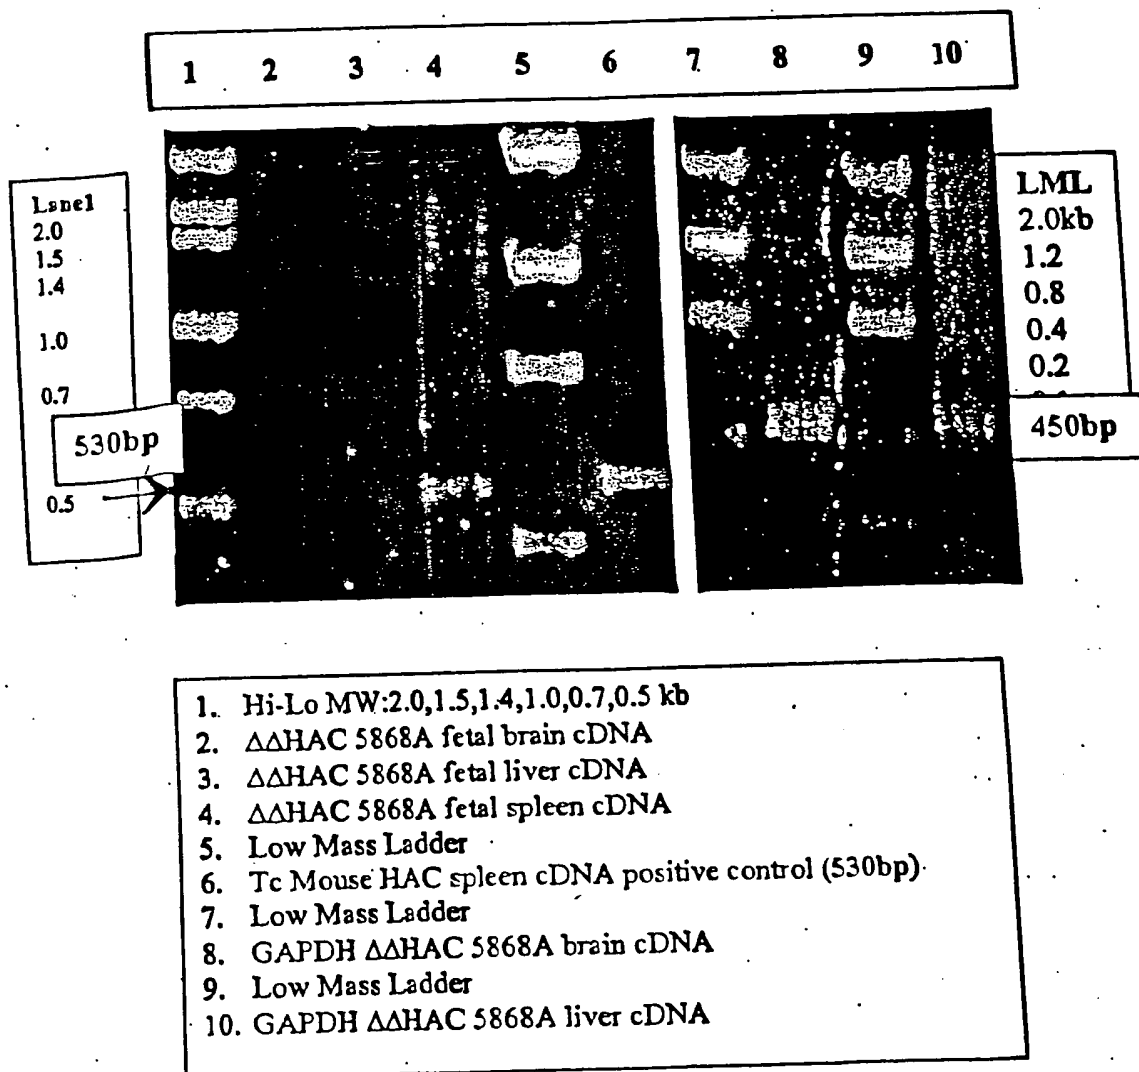 1 2 3 4 5 6 7 8 9 10
Lane1
2.0
1.5
1.4
1.0
0.7
530bp
0.5
LML
2.0kb
1.2
0.8
0.4
0.2
450bp
1. Hi-Lo MW:2.0,1.5,1.4,1.0,0.7,0.5 kb
2. ΔΔHAC 5868A fetal brain cDNA
3. ΔΔHAC 5868A fetal liver cDNA
4. ΔΔHAC 5868A fetal spleen cDNA
5. Low Mass Ladder
6. Tc Mouse HAC spleen cDNA positive control (530bp)
7. Low Mass Ladder
8. GAPDH ΔΔHAC 5868A brain cDNA
9. Low Mass Ladder
10. GAPDH ΔΔHAC 5868A liver cDNA